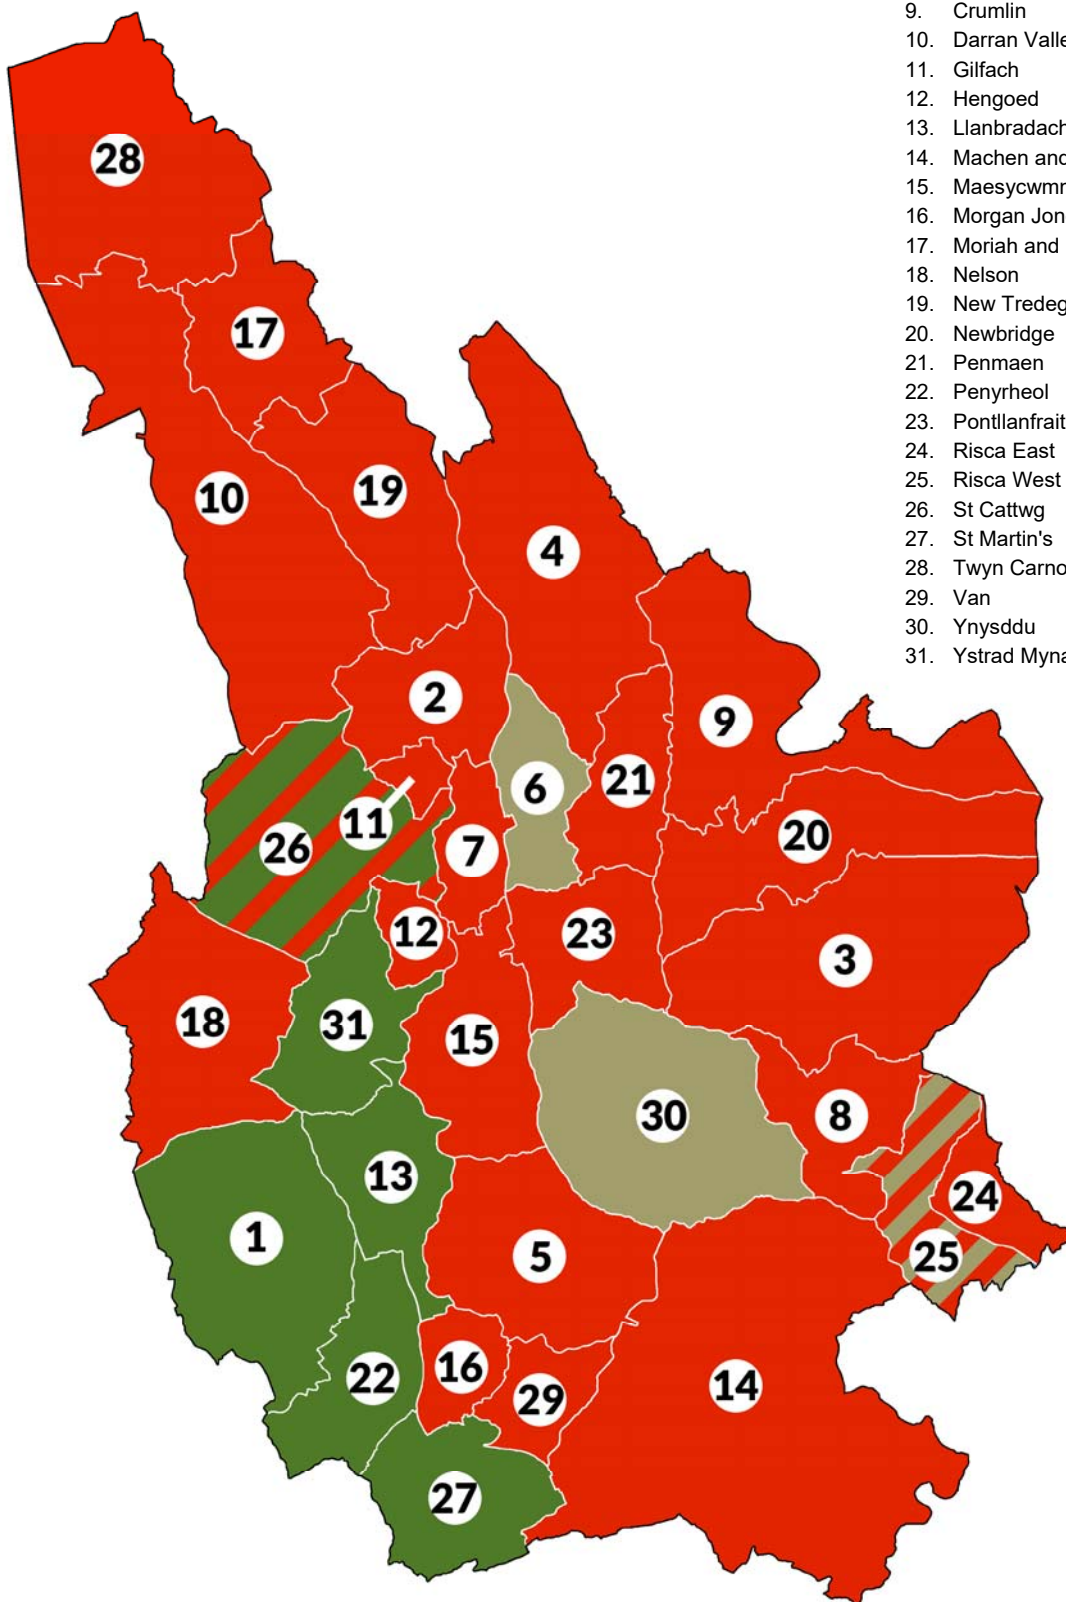 9. Crumlin
10. Darran Valle
11. Gilfach
12. Hengoed
13. Llanbradach
14. Machen and
15. Maesycwmm
16. Morgan Jon
17. Moriah and
18. Nelson
19. New Tredeg
20. Newbridge
21. Penmaen
22. Penyrheol
23. Pontllanfrait
24. Risca East
25. Risca West
26. St Cattwg
27. St Martin's
28. Twyn Carno
29. Van
30. Ynysddu
31. Ystrad Myna
28
17
10
19
4
2
9
6
21
11
20
26
7
12
23
3
18
31
15
30
8
13
24
1
5
25
16
22
14
29
27